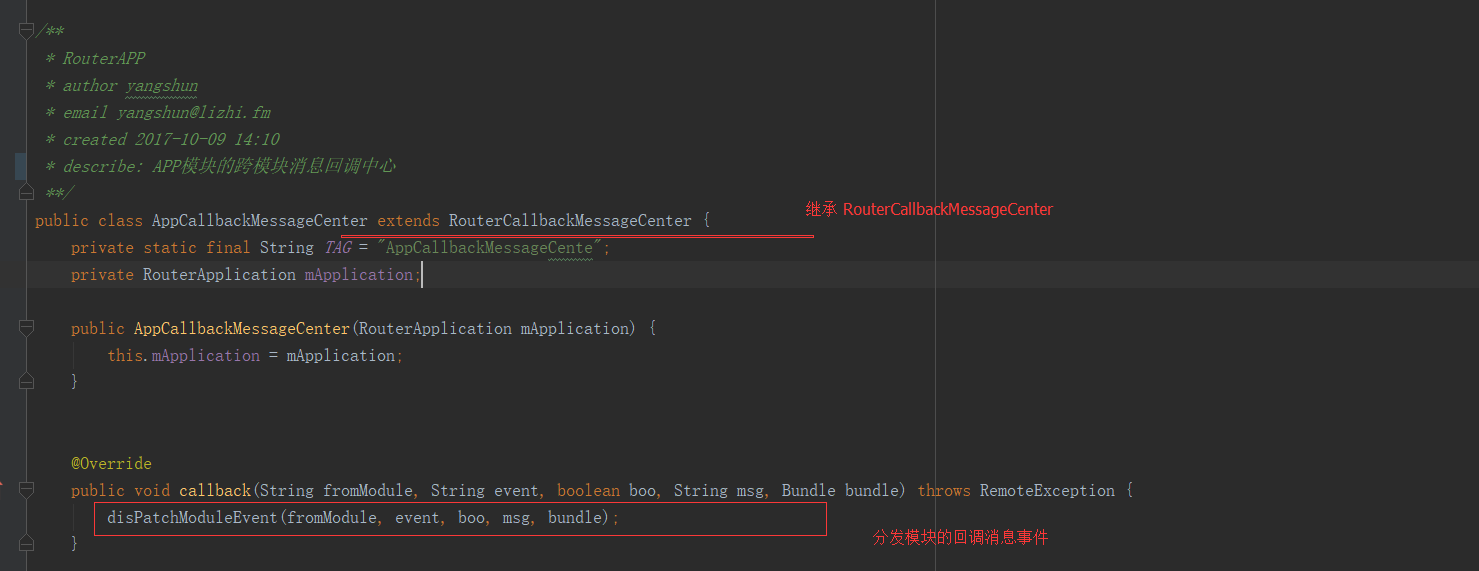 /**
* RouterAPP
* author yangshun
* email yangshun@lizhi.fm
* created 2017-10-09 14:10
* describe: APP模块的跨模块消息回调中心
**/
public class AppCallbackMessageCenter extends RouterCallbackMessageCenter {
继承 RouterCallbackMessageCenter
private static final String TAG = "AppCallbackMessageCente";
private RouterApplication mApplication;
public AppCallbackMessageCenter(RouterApplication mApplication) {
this.mApplication = mApplication;
}
@Override
public void callback(String fromModule, String event, boolean boo, String msg, Bundle bundle) throws RemoteException {
disPatchModuleEvent(fromModule, event, boo, msg, bundle);
分发模块的回调消息事件
}